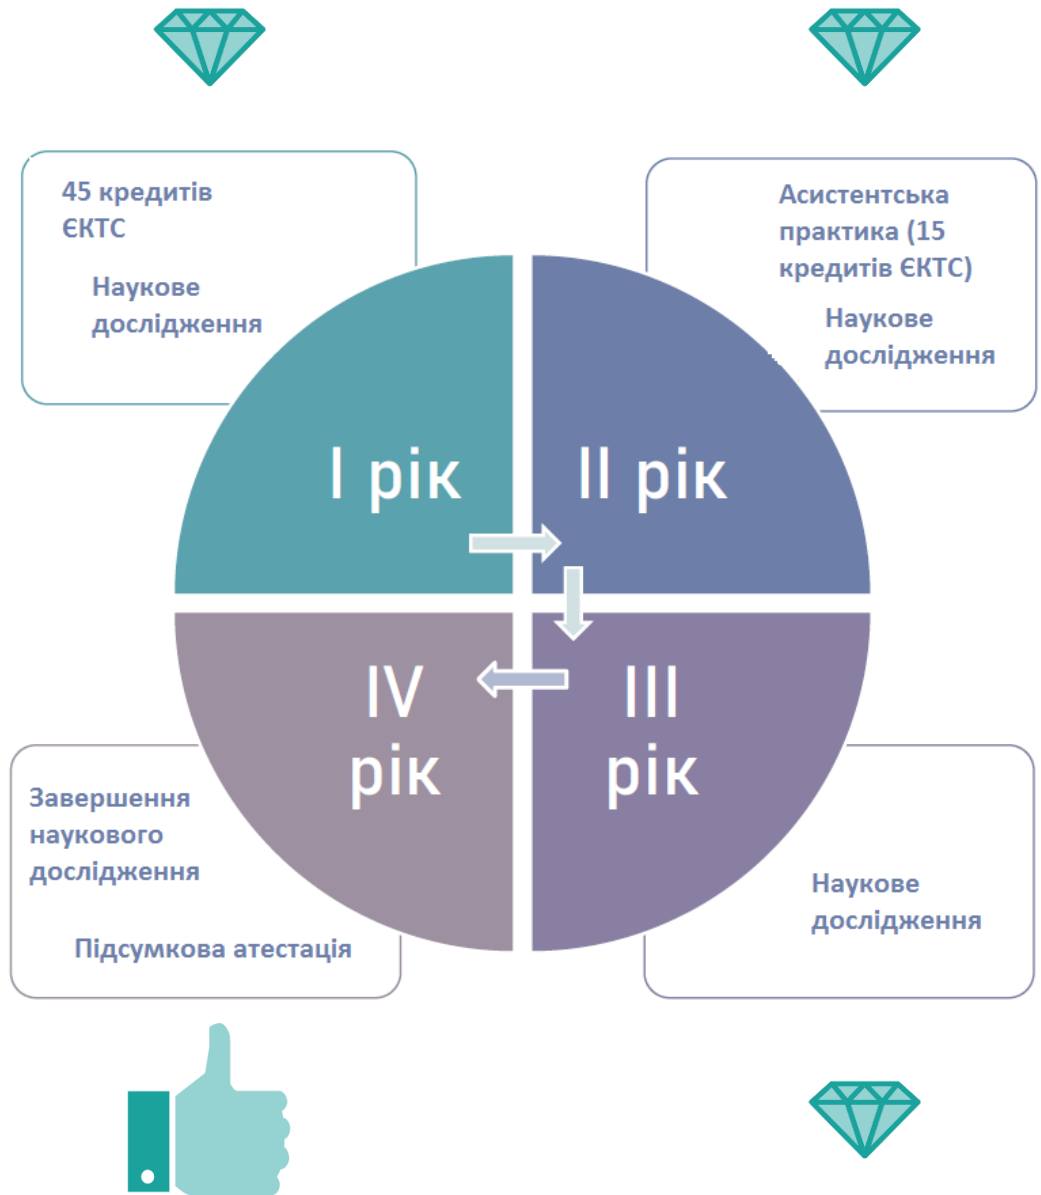 45 кредитів
ЄКТС
Наукове
дослідження
Асистентська
практика (15
кредитів ЄКТС)
Наукове
дослідження
I рік
II рік
IV
рік
III
рік
Завершення
наукового
дослідження
Підсумкова атестація
Наукове
дослідження